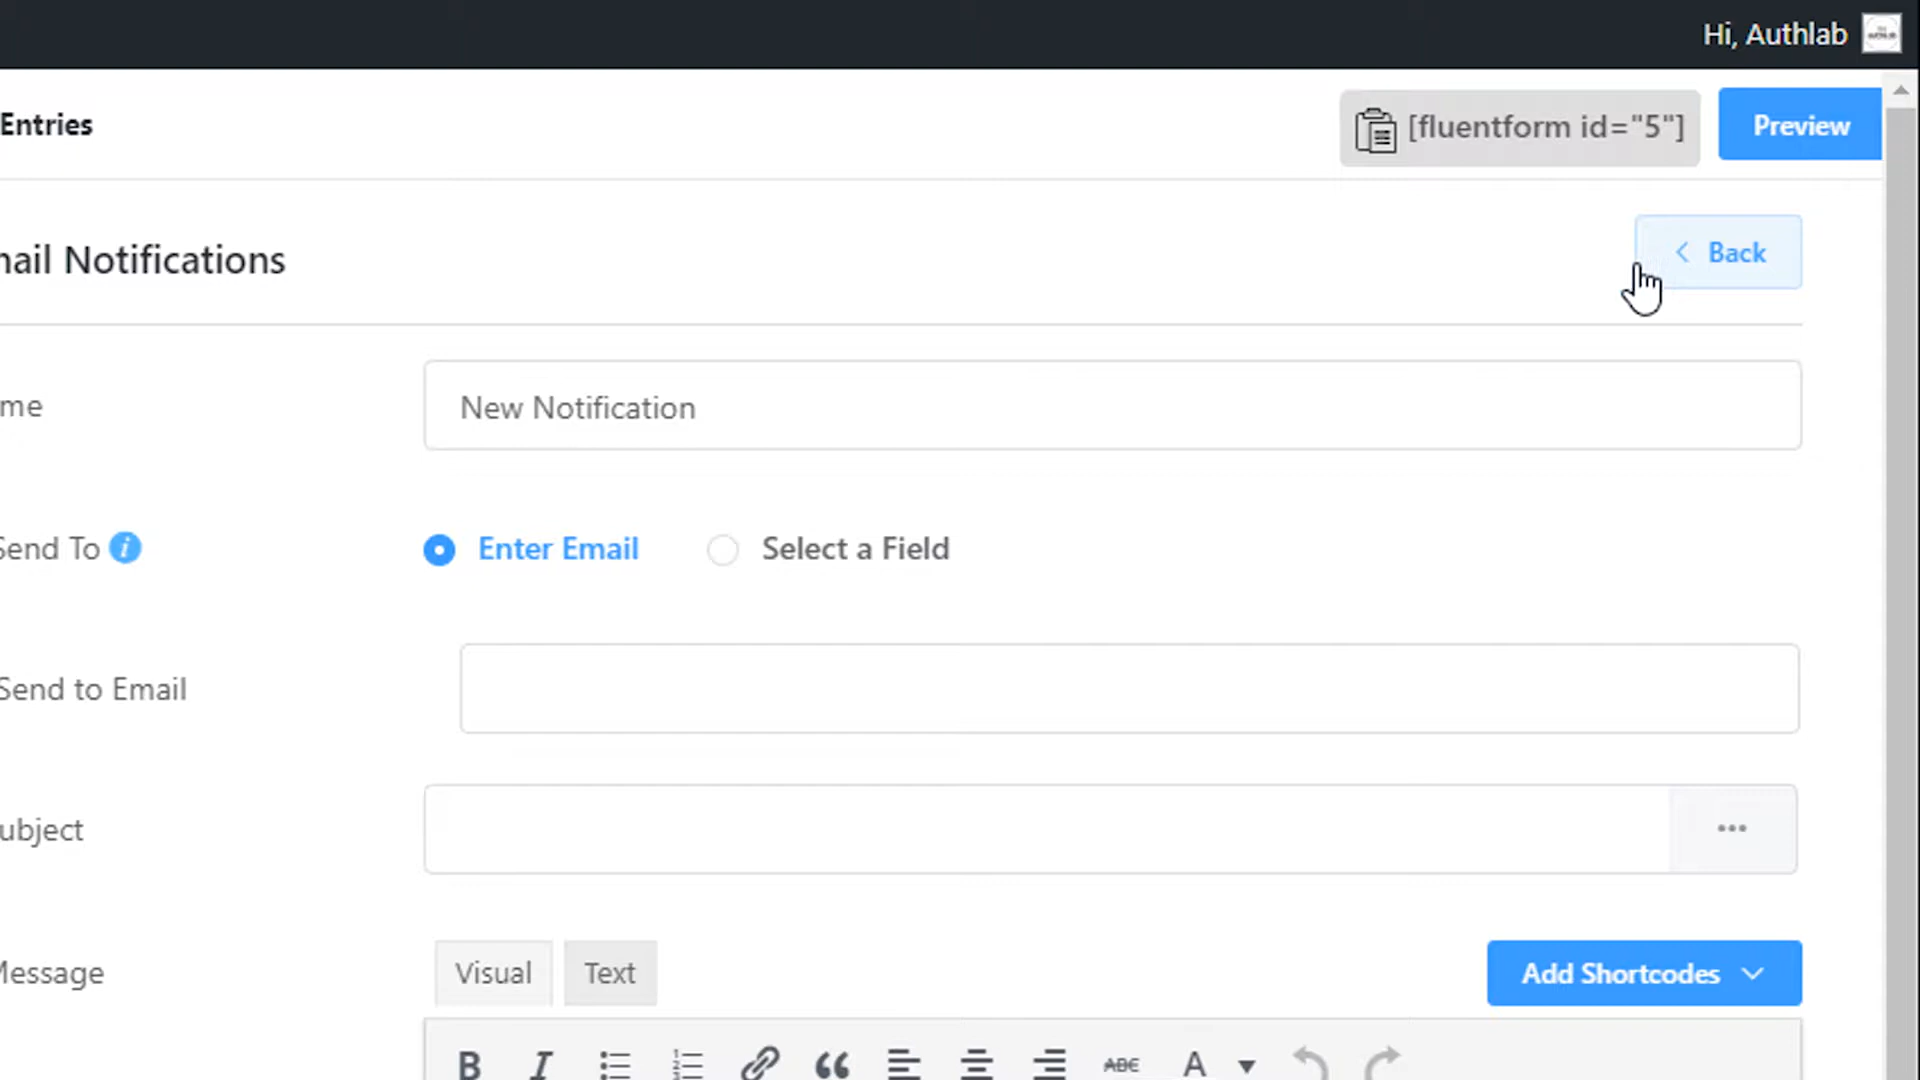 Hi, Authlab
Entries
[fluentform id="5"]
Preview
nail Notifications
Back
me
New Notification
Send To
Enter Email
Select a Field
Send to Email
ubject
...
Message
Visual
Text
Add Shortcodes
B I ABC A